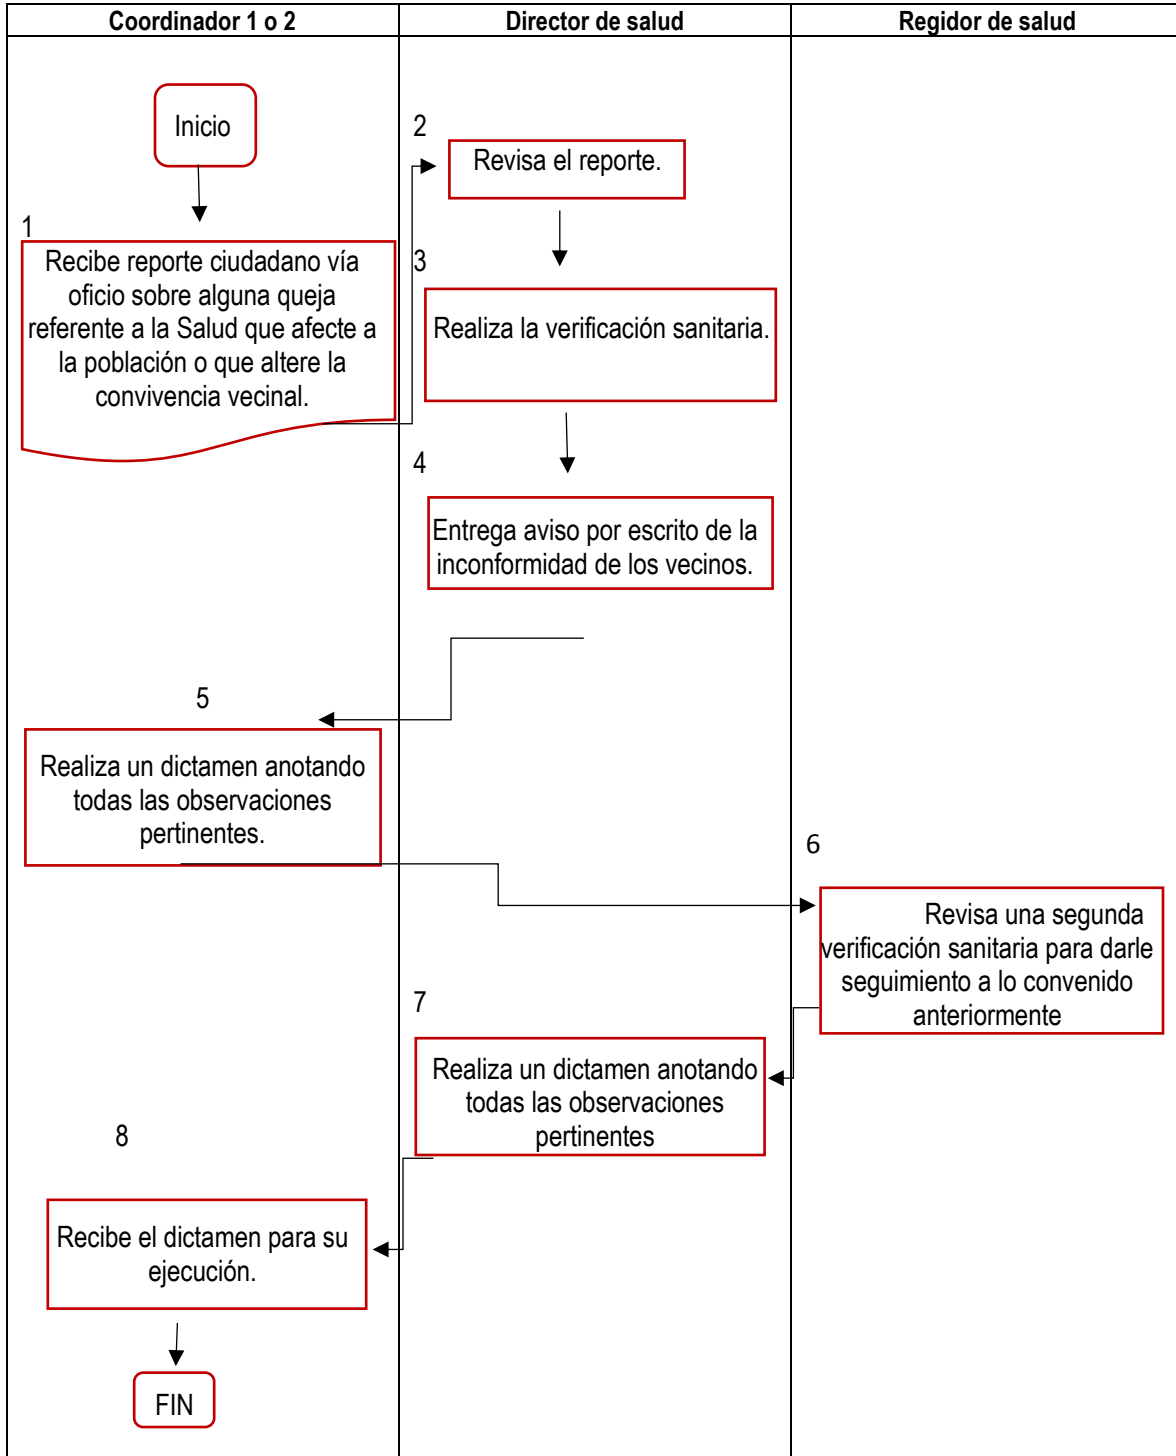 Coordinador 1 o 2
Director de salud
Regidor de salud
Inicio
1
Recibe reporte ciudadano vía
oficio sobre alguna queja
referente a la Salud que afecte a
la población o que altere la
convivencia vecinal.
2
Revisa el reporte.
3
Realiza la verificación sanitaria.
4
Entrega aviso por escrito de la
inconformidad de los vecinos.
5
Realiza un dictamen anotando
todas las observaciones
pertinentes.
6
Revisa una segunda
verificación sanitaria para darle
seguimiento a lo convenido
anteriormente
7
Realiza un dictamen anotando
todas las observaciones
pertinentes
8
Recibe el dictamen para su
ejecución.
FIN